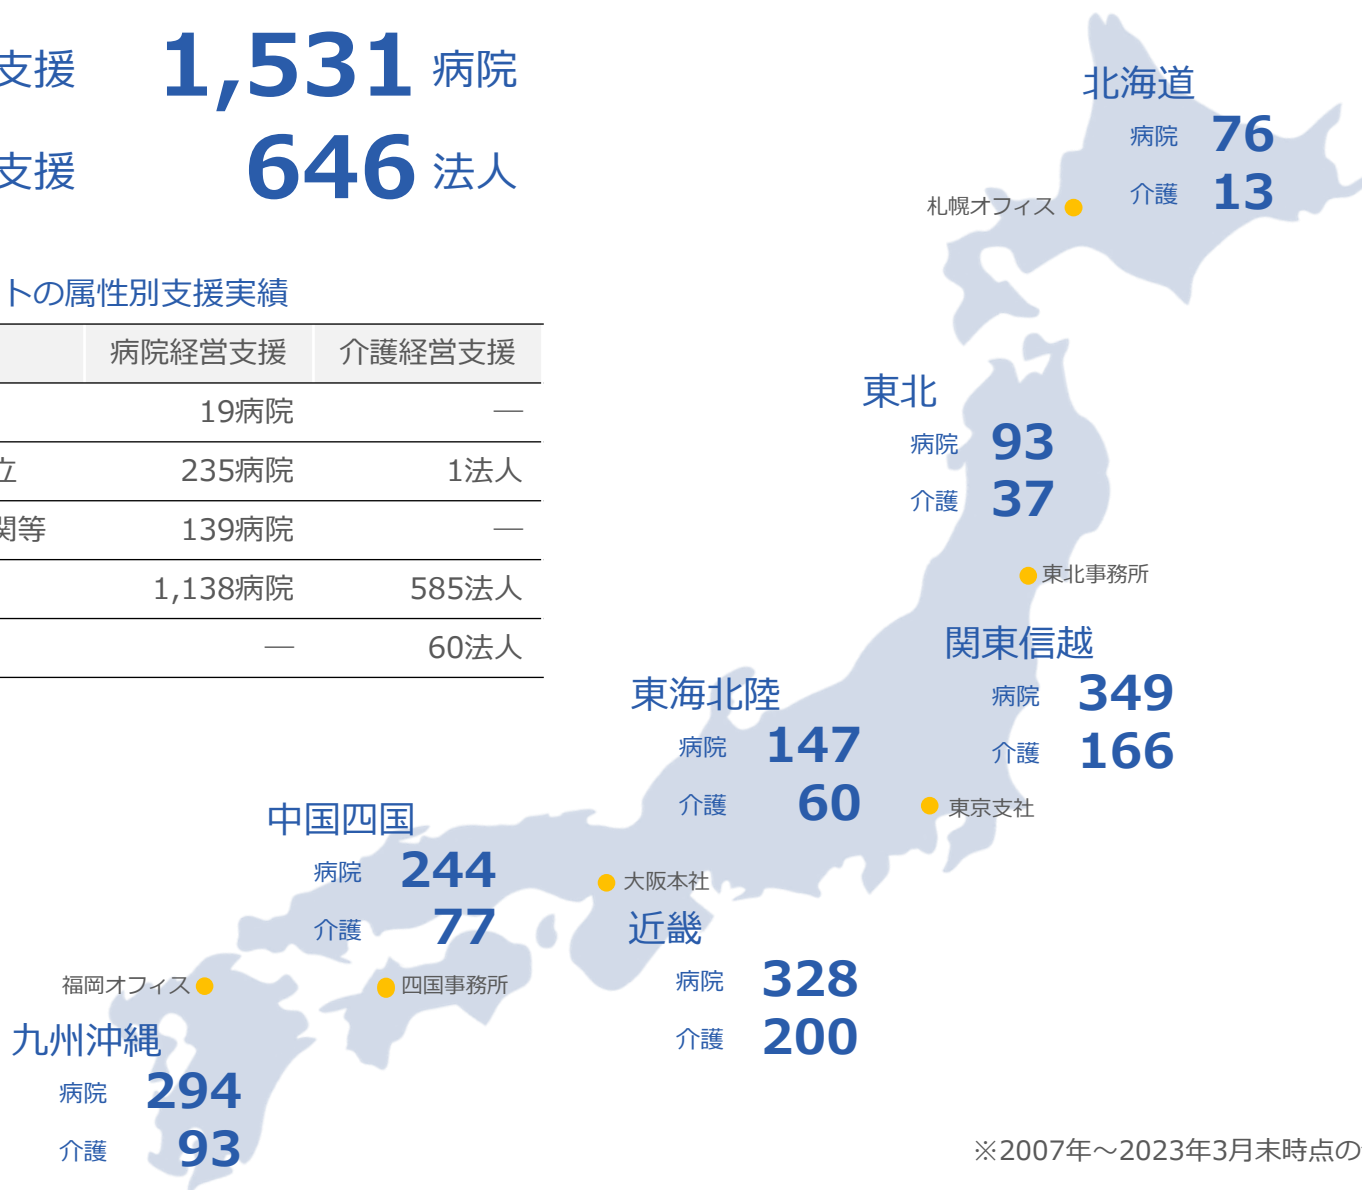 支援 1,531 病院
支援 646 法人
トの属性別支援実績
病院経営支援 介護経営支援
19病院 —
立 235病院 1法人
関等 139病院 —
1,138病院 585法人
— 60法人
北海道
病院 76
介護 13
札幌オフィス
東北
病院 93
介護 37
東北事務所
関東信越
病院 349
介護 166
東京支社
東海北陸
病院 147
介護 60
中国四国
病院 244
介護 77
大阪本社
近畿
病院 328
介護 200
四国事務所
福岡オフィス
九州沖縄
病院 294
介護 93
※2007年～2023年3月末時点の